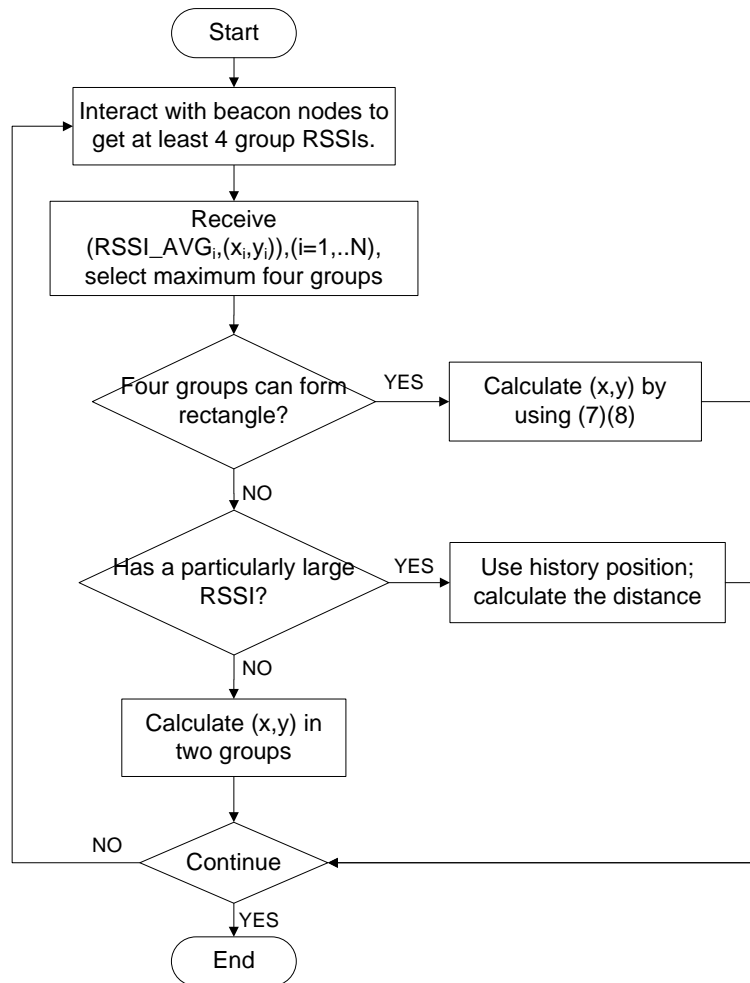 Start
Interact with beacon nodes to
get at least 4 group RSSIs.
Receive
(RSSI_AVGᵢ,(xᵢ,yᵢ)),(i=1,..N),
select maximum four groups
Four groups can form
rectangle?
YES
Calculate (x,y) by
using (7)(8)
NO
Has a particularly large
RSSI?
YES
Use history position;
calculate the distance
NO
Calculate (x,y) in
two groups
NO
Continue
YES
End